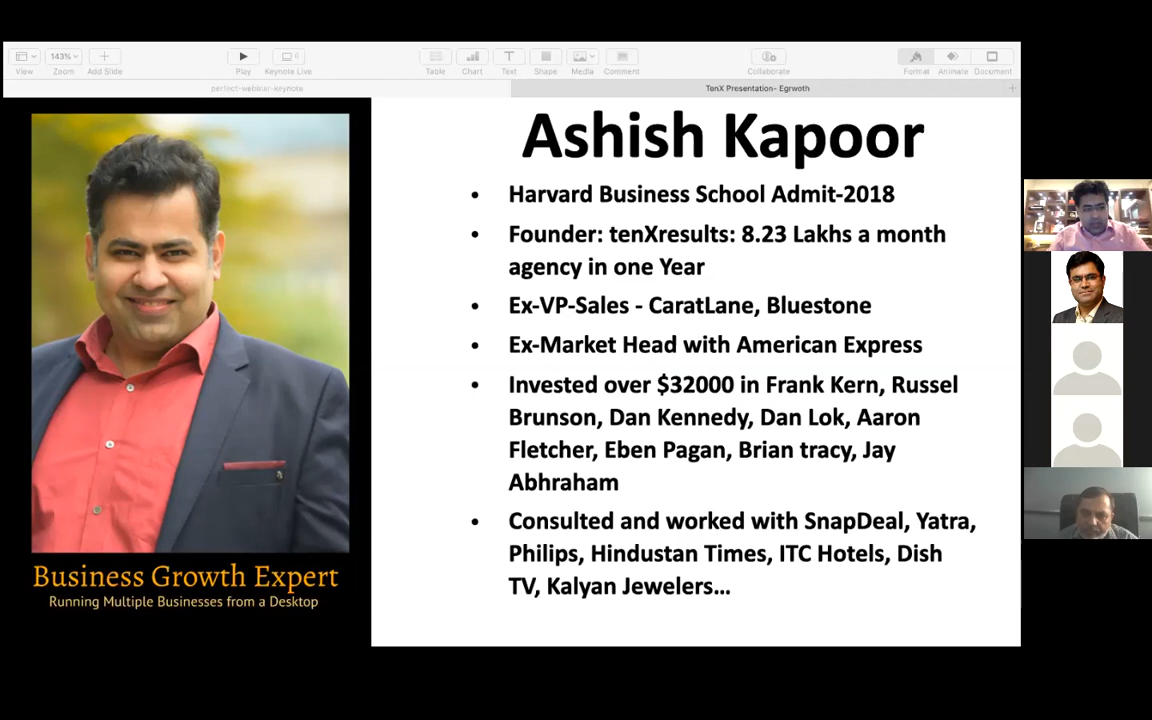 143%
View
Zoom
Add Slide
Play
Keynote Live
Table
Chart
Text
Shape
Media
Comment
Collaborate
Format
Animate
Document
perfect-webinar-keynote
TenX Presentation- Egrwoth
Ashish Kapoor
• Harvard Business School Admit-2018
• Founder: tenXresults: 8.23 Lakhs a month
agency in one Year
• Ex-VP-Sales - CaratLane, Bluestone
• Ex-Market Head with American Express
• Invested over $32000 in Frank Kern, Russel
Brunson, Dan Kennedy, Dan Lok, Aaron
Fletcher, Eben Pagan, Brian tracy, Jay
Abhraham
• Consulted and worked with SnapDeal, Yatra,
Philips, Hindustan Times, ITC Hotels, Dish
TV, Kalyan Jewelers...
Business Growth Expert
Running Multiple Businesses from a Desktop